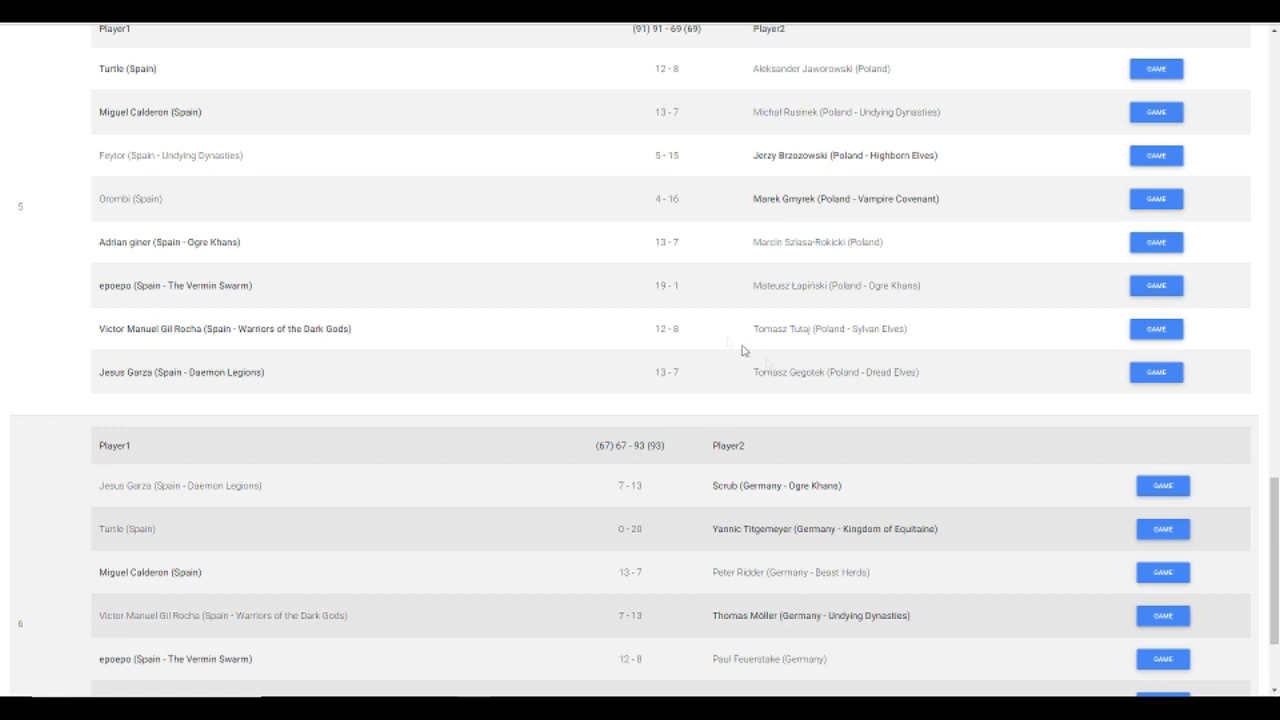 Player1 (91) 91 - 69 (69) Player2
Turtle (Spain) 12 - 8 Aleksander Jaworowski (Poland) GAME
Miguel Calderon (Spain) 13 - 7 Michał Rusinek (Poland - Undying Dynasties) GAME
Feytor (Spain - Undying Dynasties) 5 - 15 Jerzy Brzozowski (Poland - Highborn Elves) GAME
5 Orombi (Spain) 4 - 16 Marek Gmyrek (Poland - Vampire Covenant) GAME
Adrian giner (Spain - Ogre Khans) 13 - 7 Marcin Szlasa-Rokicki (Poland) GAME
epoepo (Spain - The Vermin Swarm) 19 - 1 Mateusz Łapiński (Poland - Ogre Khans) GAME
Victor Manuel Gil Rocha (Spain - Warriors of the Dark Gods) 12 - 8 Tomasz Tutaj (Poland - Sylvan Elves) GAME
Jesus Garza (Spain - Daemon Legions) 13 - 7 Tomasz Gegotek (Poland - Dread Elves) GAME
Player1 (67) 67 - 93 (93) Player2
Jesus Garza (Spain - Daemon Legions) 7 - 13 Scrub (Germany - Ogre Khans) GAME
Turtle (Spain) 0 - 20 Yannic Titgemeyer (Germany - Kingdom of Equitaine) GAME
Miguel Calderon (Spain) 13 - 7 Peter Ridder (Germany - Beast Herds) GAME
6 Victor Manuel Gil Rocha (Spain - Warriors of the Dark Gods) 7 - 13 Thomas Möller (Germany - Undying Dynasties) GAME
epoepo (Spain - The Vermin Swarm) 12 - 8 Paul Feuerstake (Germany) GAME